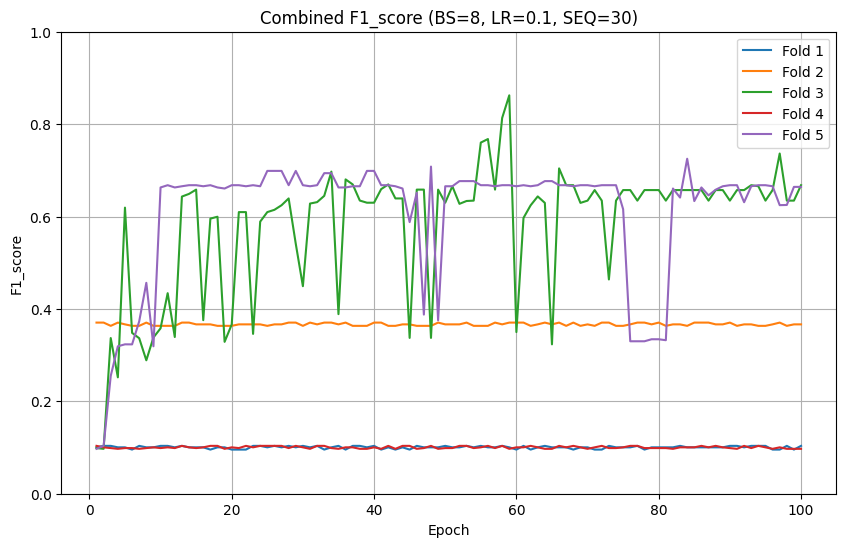 Combined F1_score (BS=8, LR=0.1, SEQ=30)
1.0
0.8
0.6
0.4
0.2
0.0
F1_score
Fold 1
Fold 2
Fold 3
Fold 4
Fold 5
0 20 40 60 80 100
Epoch